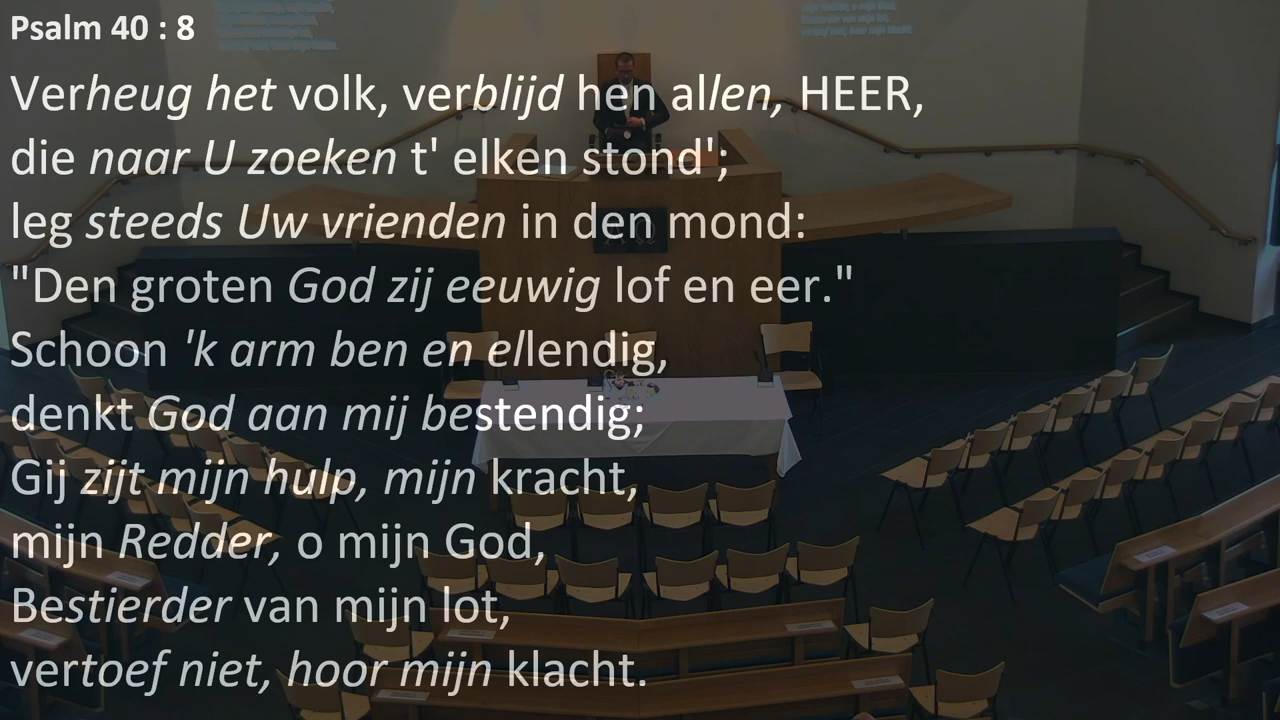 Psalm 40 : 8
Verheug het volk, verblijd hen allen, HEER,
die naar U zoeken t' elken stond';
leg steeds Uw vrienden in den mond:
"Den groten God zij eeuwig lof en eer."
Schoon 'k arm ben en ellendig,
denkt God aan mij bestendig;
Gij zijt mijn hulp, mijn kracht,
mijn Redder, o mijn God,
Bestierder van mijn lot,
vertoef niet, hoor mijn klacht.